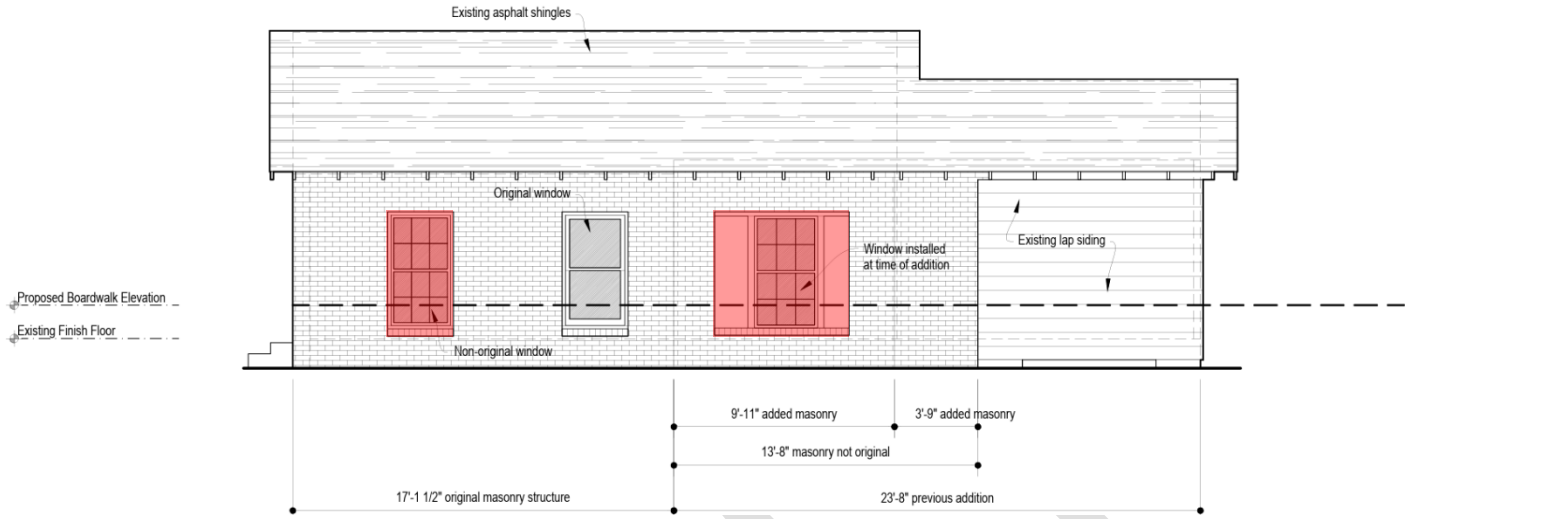 Existing asphalt shingles
Original window
Window installed
at time of addition
Existing lap siding
Proposed Boardwalk Elevation
Existing Finish Floor
Non-original window
9'-11" added masonry
3'-9" added masonry
13'-8" masonry not original
17'-1 1/2" original masonry structure
23'-8" previous addition